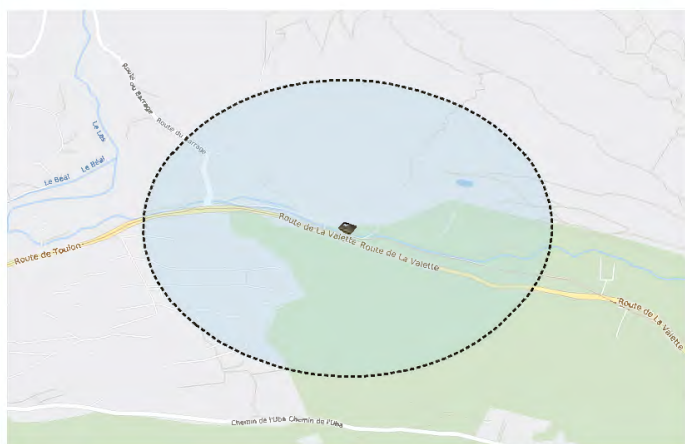 Route du Barrage
Route du Barrage
Le Las
Le Béal
Le Béal
Route de La Valette Route de La Valette
Route de Toulon
Route de La Valette
Chemin de l'Uba Chemin de l'Uba